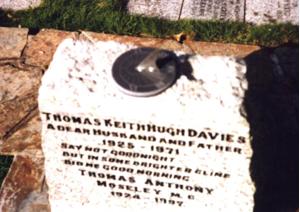 THOMAS KEITH HUGH DAVIES
A DEAR HUSBAND AND FATHER
1925 - 1971
SAY NOT GOODNIGHT
BUT IN SOME BRIGHTER CLIME
BID ME GOOD MORNING
THOMAS ANTHONY
MOSELEY M.C
1924 - 1997